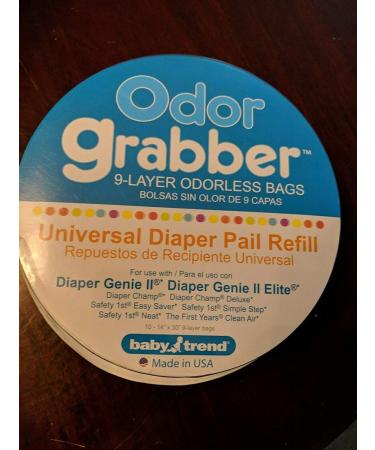 Odor
grabber™
9-LAYER ODORLESS BAGS
BOLSAS SIN OLOR DE 9 CAPAS
Universal Diaper Pail Refill
Repuestos de Recipiente Universal
For use with / Para el uso con
Diaper Genie II®* Diaper Genie II Elite®*
Diaper Champ®* Diaper Champ® Deluxe*
Safety 1st® Easy Saver* Safety 1st® Simple Step*
Safety 1st® Neat* The First Years® Clean Air*
10 - 14" x 30" 9-layer bags
baby trend®
Made in USA